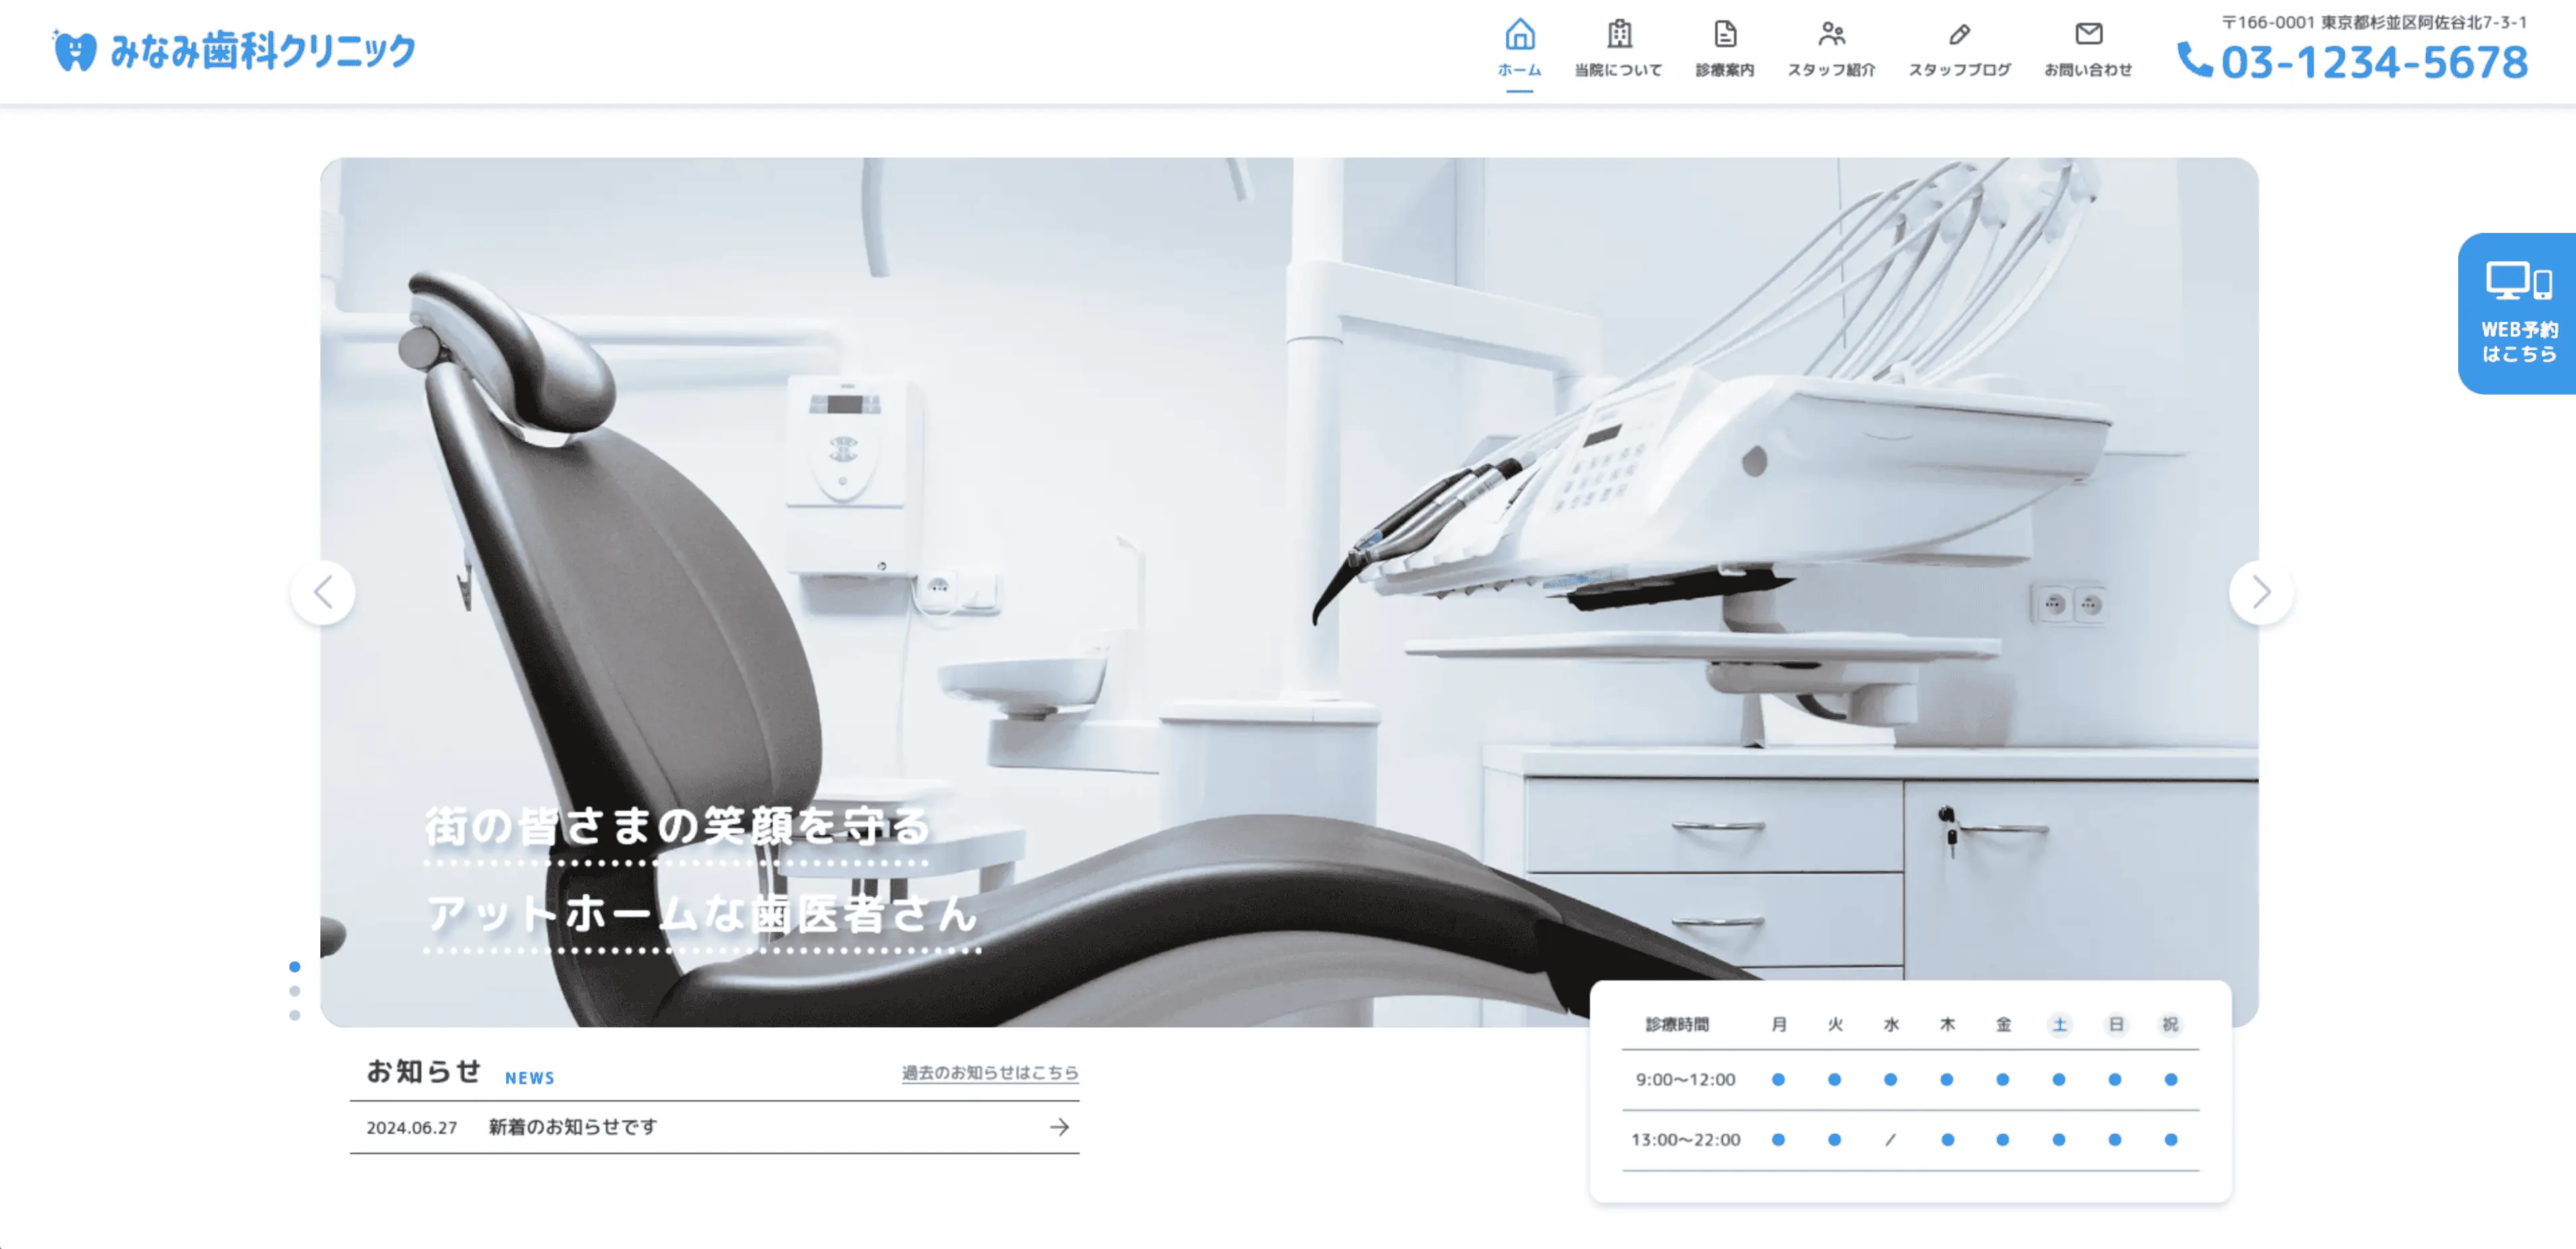 みなみ歯科クリニック
ホーム
当院について
診療案内
スタッフ紹介
スタッフブログ
お問い合わせ
〒166-0001 東京都杉並区阿佐谷北7-3-1
03-1234-5678
WEB予約
はこちら
街の皆さまの笑顔を守る
アットホームな歯医者さん
お知らせ NEWS 過去のお知らせはこちら
2024.06.27 新着のお知らせです
診療時間 月 火 水 木 金 土 日 祝
9:00～12:00 ● ● ● ● ● ● ● ●
13:00～22:00 ● ● / ● ● ● ● ●